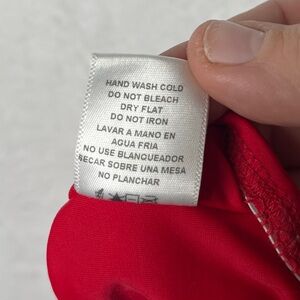 HAND WASH COLD
DO NOT BLEACH
DRY FLAT
DO NOT IRON
LAVAR A MANO EN
AGUA FRIA
NO USE BLANQUEADOR
SECAR SOBRE UNA MESA
NO PLANCHAR